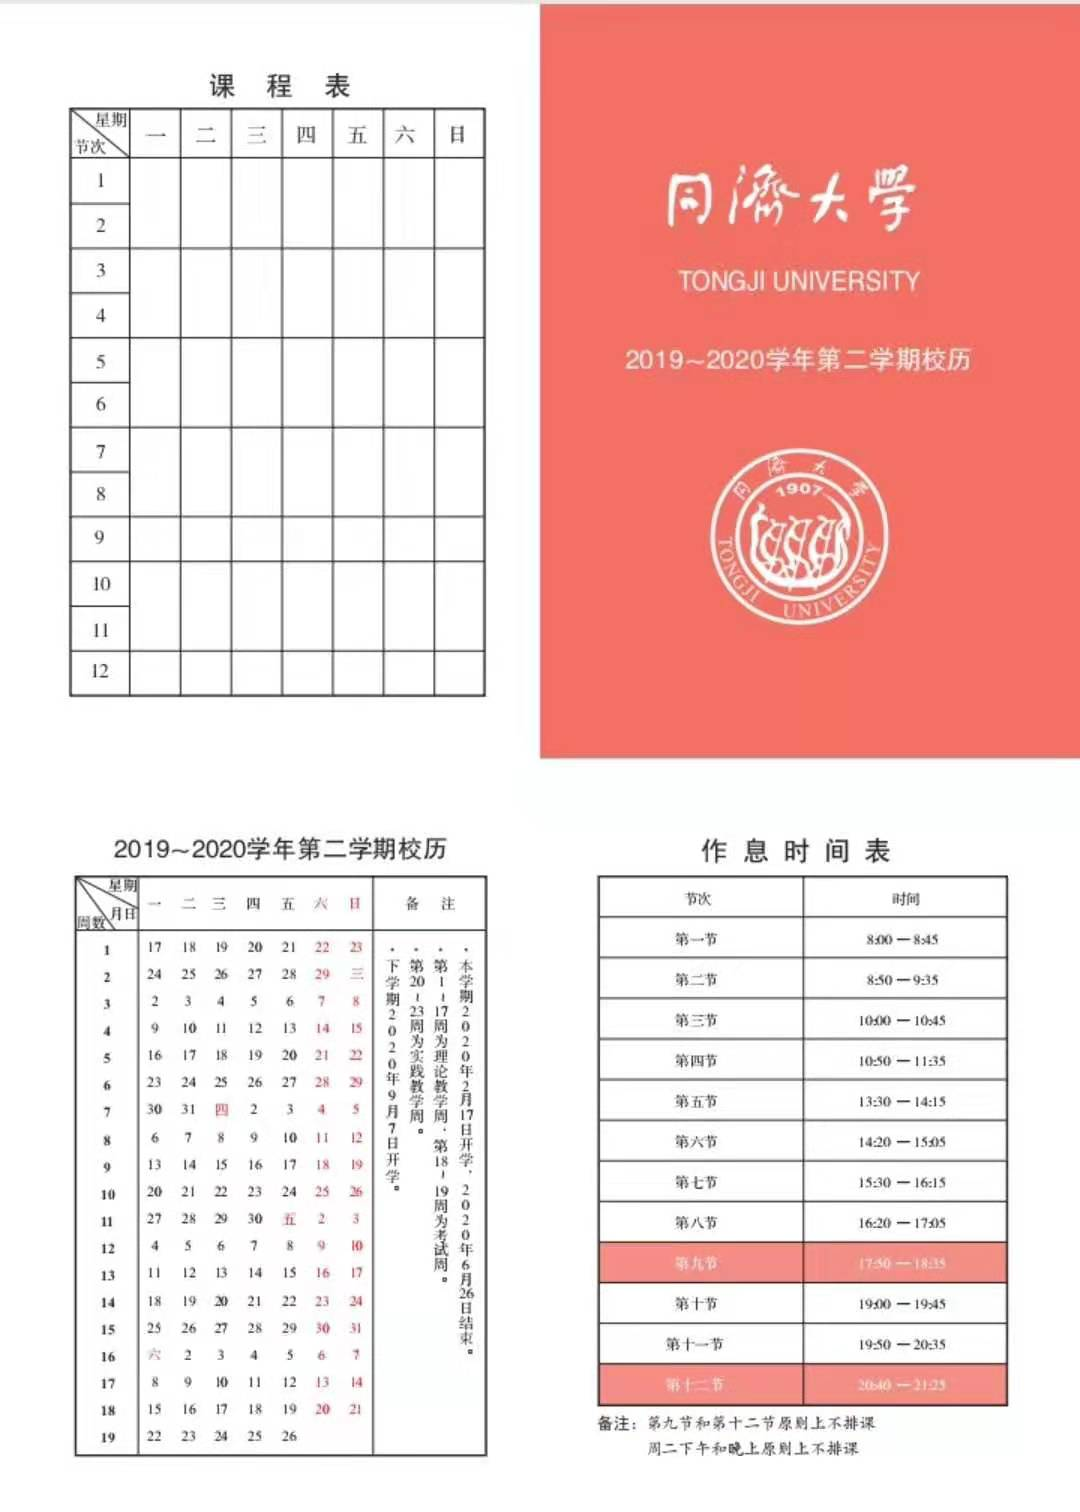 课 程 表
星期
节次
一 二 三 四 五 六 日
1
2
3
4
5
6
7
8
9
10
11
12
同濟大學
TONGJI UNIVERSITY
2019~2020学年第二学期校历
同濟大學
1907
TONGJI UNIVERSITY
2019~2020学年第二学期校历
星期
月日
周数
一 二 三 四 五 六 日 备 注
1 17 18 19 20 21 22 23
2 24 25 26 27 28 29 三
3 2 3 4 5 6 7 8
4 9 10 11 12 13 14 15
5 16 17 18 19 20 21 22
6 23 24 25 26 27 28 29
7 30 31 四 2 3 4 5
8 6 7 8 9 10 11 12
9 13 14 15 16 17 18 19
10 20 21 22 23 24 25 26
11 27 28 29 30 五 2 3
12 4 5 6 7 8 9 10
13 11 12 13 14 15 16 17
14 18 19 20 21 22 23 24
15 25 26 27 28 29 30 31
16 六 2 3 4 5 6 7
17 8 9 10 11 12 13 14
18 15 16 17 18 19 20 21
19 22 23 24 25 26
·本学期2020年2月17日开学，2020年6月26日结束。
·第1~17周为理论教学周，第18~19周为考试周。
·第20~23周为实践教学周。
·下学期2020年9月7日开学。
作 息 时 间 表
节次 时间
第一节 8:00 — 8:45
第二节 8:50 — 9:35
第三节 10:00 — 10:45
第四节 10:50 — 11:35
第五节 13:30 — 14:15
第六节 14:20 — 15:05
第七节 15:30 — 16:15
第八节 16:20 — 17:05
第九节 17:50 — 18:35
第十节 19:00 — 19:45
第十一节 19:50 — 20:35
第十二节 20:40 — 21:25
备注：第九节和第十二节原则上不排课
周二下午和晚上原则上不排课